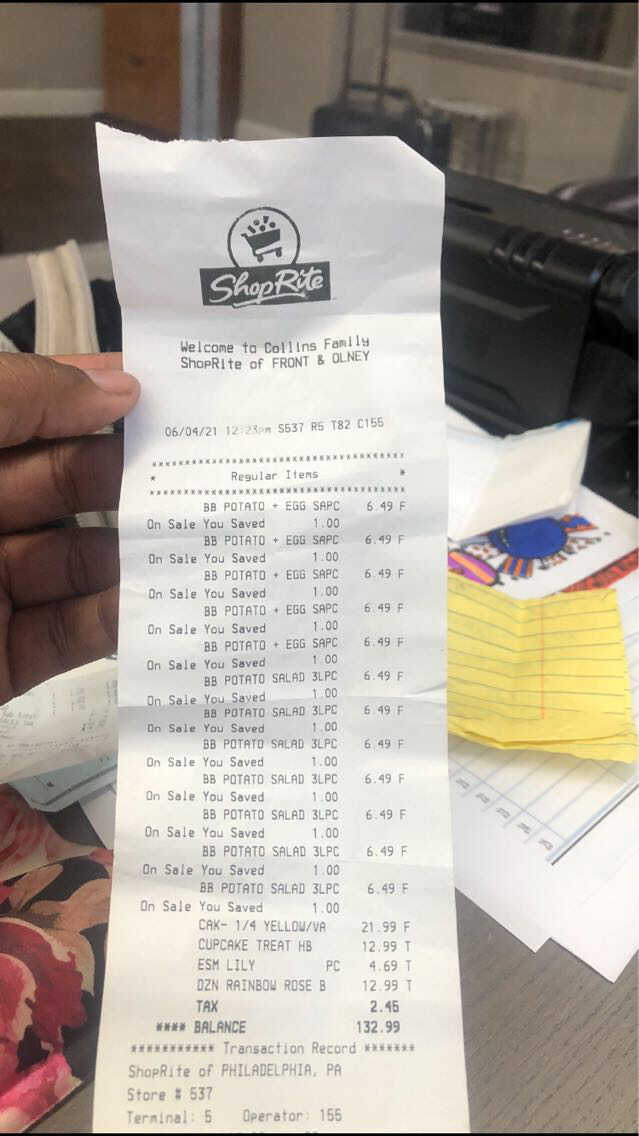 ShopRite
Welcome to Collins Family
ShopRite of FRONT & OLNEY
06/04/21 12:23pm S537 R5 T82 C155
******************************************
* Regular Items *
******************************************
BB POTATO + EGG SAPC 6.49 F
On Sale You Saved 1.00
BB POTATO + EGG SAPC 6.49 F
On Sale You Saved 1.00
BB POTATO + EGG SAPC 6.49 F
On Sale You Saved 1.00
BB POTATO + EGG SAPC 6.49 F
On Sale You Saved 1.00
BB POTATO + EGG SAPC 6.49 F
On Sale You Saved 1.00
BB POTATO SALAD 3LPC 6.49 F
On Sale You Saved 1.00
BB POTATO SALAD 3LPC 6.49 F
On Sale You Saved 1.00
BB POTATO SALAD 3LPC 6.49 F
On Sale You Saved 1.00
BB POTATO SALAD 3LPC 6.49 F
On Sale You Saved 1.00
BB POTATO SALAD 3LPC 6.49 F
On Sale You Saved 1.00
BB POTATO SALAD 3LPC 6.49 F
On Sale You Saved 1.00
BB POTATO SALAD 3LPC 6.49 F
On Sale You Saved 1.00
CAK- 1/4 YELLOW/VA 21.99 F
CUPCAKE TREAT HB 12.99 T
ESM LILY PC 4.69 T
DZN RAINBOW ROSE B 12.99 T
TAX 2.45
**** BALANCE 132.99
*********** Transaction Record *******
ShopRite of PHILADELPHIA, PA
Store # 537
Terminal: 5 Operator: 155